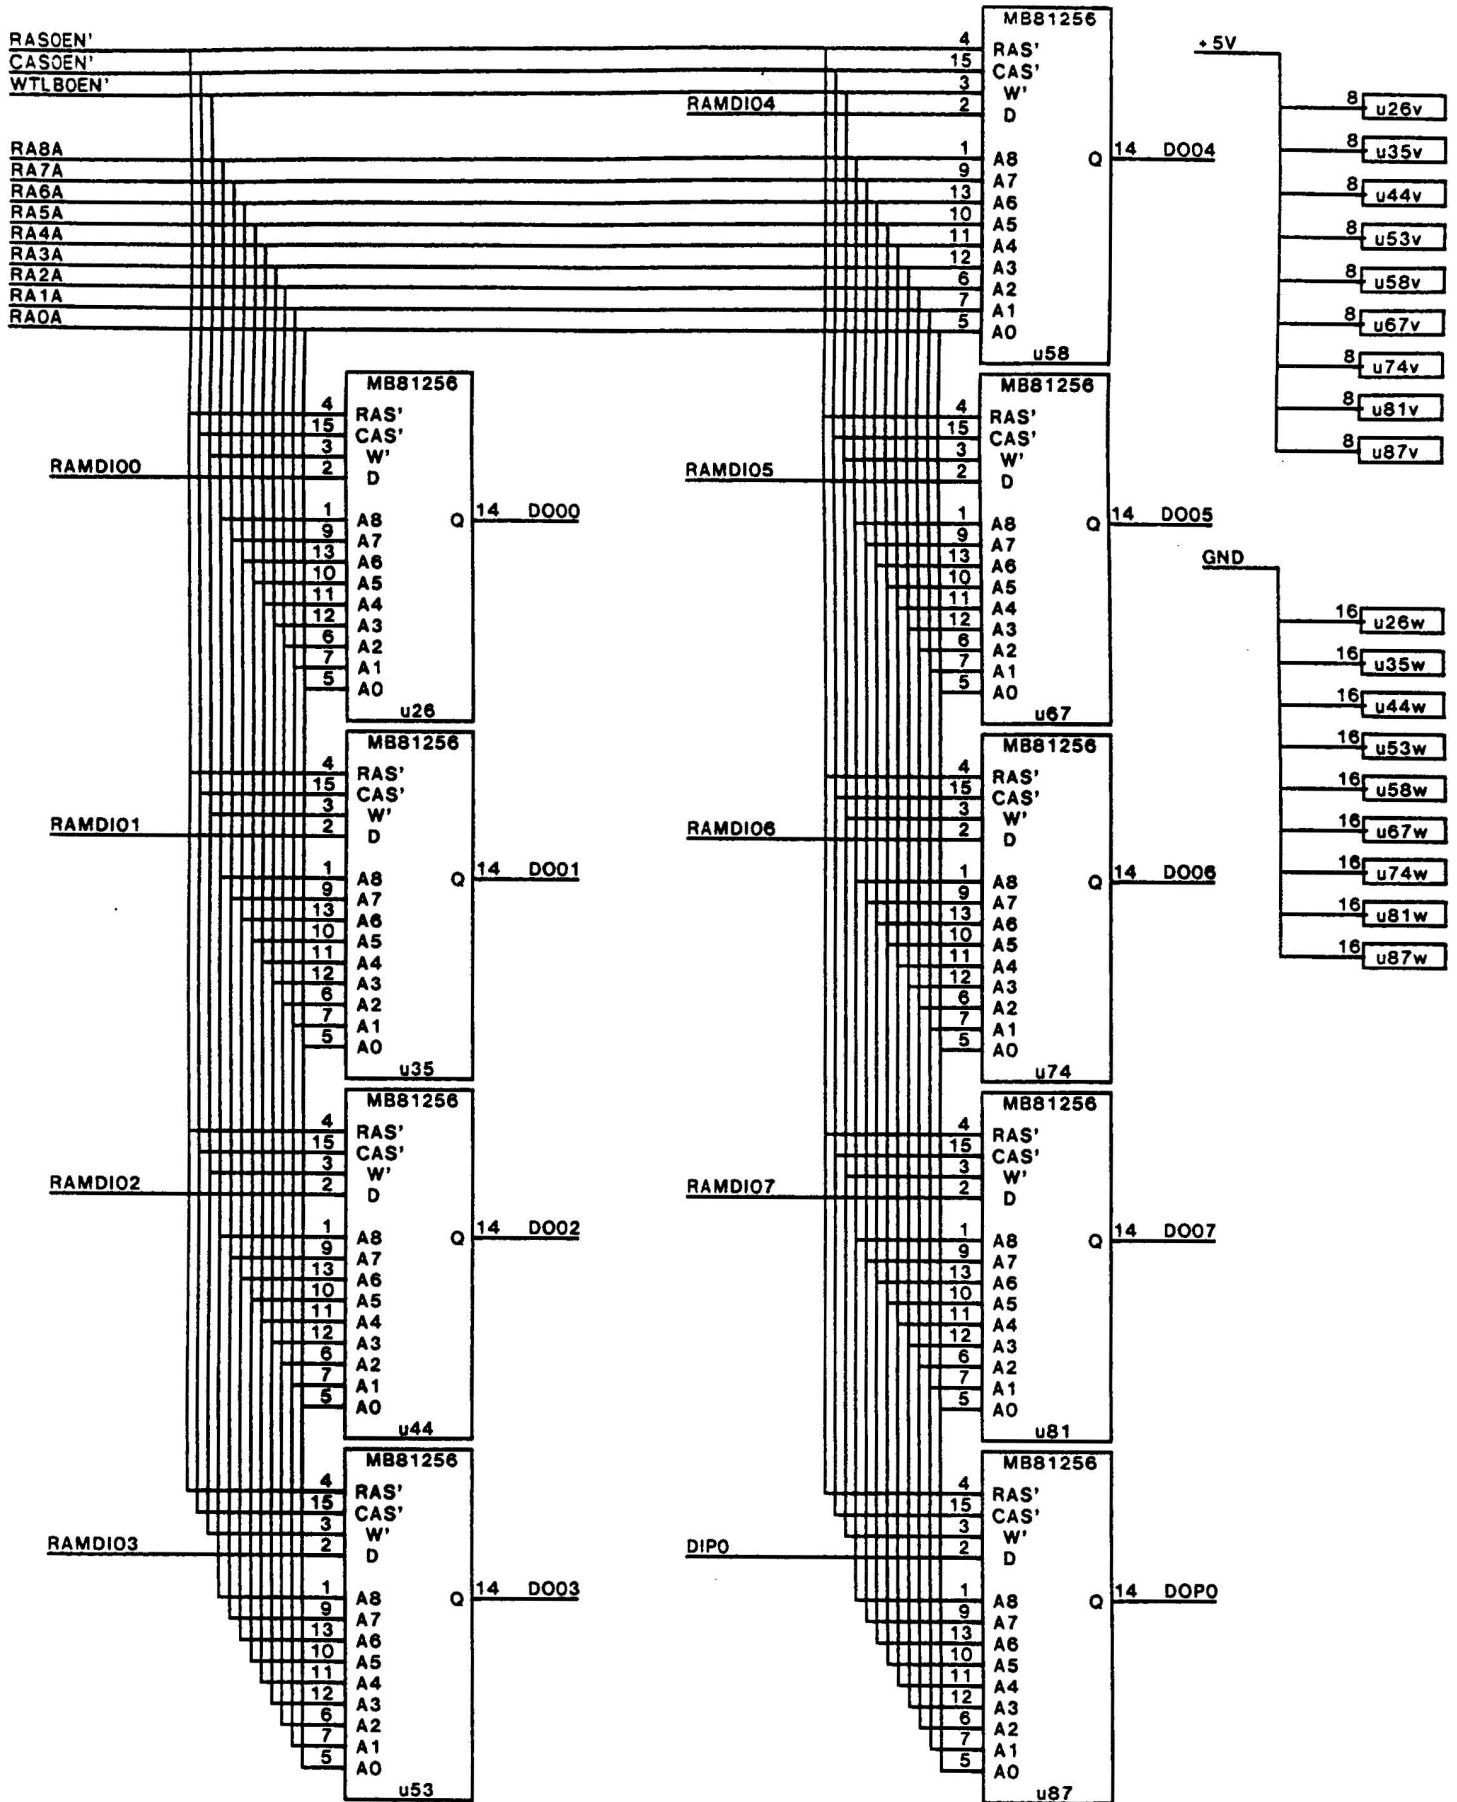 RAS0EN'
CAS0EN'
WTLB0EN'
RA8A
RA7A
RA6A
RA5A
RA4A
RA3A
RA2A
RA1A
RA0A
RAMDI04
MB81256
4 RAS'
15 CAS'
3 W'
2 D
1 A8 Q 14 DO04
9 A7
13 A6
10 A5
11 A4
12 A3
6 A2
7 A1
5 A0
u58
MB81256
4 RAS'
15 CAS'
3 W'
RAMDI00 2 D
1 A8 Q 14 DO00
9 A7
13 A6
10 A5
11 A4
12 A3
6 A2
7 A1
5 A0
u26
MB81256
4 RAS'
15 CAS'
3 W'
RAMDI01 2 D
1 A8 Q 14 DO01
9 A7
13 A6
10 A5
11 A4
12 A3
6 A2
7 A1
5 A0
u35
MB81256
4 RAS'
15 CAS'
3 W'
RAMDI02 2 D
1 A8 Q 14 DO02
9 A7
13 A6
10 A5
11 A4
12 A3
6 A2
7 A1
5 A0
u44
MB81256
4 RAS'
15 CAS'
3 W'
RAMDI03 2 D
1 A8 Q 14 DO03
9 A7
13 A6
10 A5
11 A4
12 A3
6 A2
7 A1
5 A0
u53
MB81256
4 RAS'
15 CAS'
3 W'
RAMDI05 2 D
1 A8 Q 14 DO05
9 A7
13 A6
10 A5
11 A4
12 A3
6 A2
7 A1
5 A0
u67
MB81256
4 RAS'
15 CAS'
3 W'
RAMDI06 2 D
1 A8 Q 14 DO06
9 A7
13 A6
10 A5
11 A4
12 A3
6 A2
7 A1
5 A0
u74
MB81256
4 RAS'
15 CAS'
3 W'
RAMDI07 2 D
1 A8 Q 14 DO07
9 A7
13 A6
10 A5
11 A4
12 A3
6 A2
7 A1
5 A0
u81
MB81256
4 RAS'
15 CAS'
3 W'
DIP0 2 D
1 A8 Q 14 DOP0
9 A7
13 A6
10 A5
11 A4
12 A3
6 A2
7 A1
5 A0
u87
+5V
8 u26v
8 u35v
8 u44v
8 u53v
8 u58v
8 u67v
8 u74v
8 u81v
8 u87v
GND
16 u26w
16 u35w
16 u44w
16 u53w
16 u58w
16 u67w
16 u74w
16 u81w
16 u87w